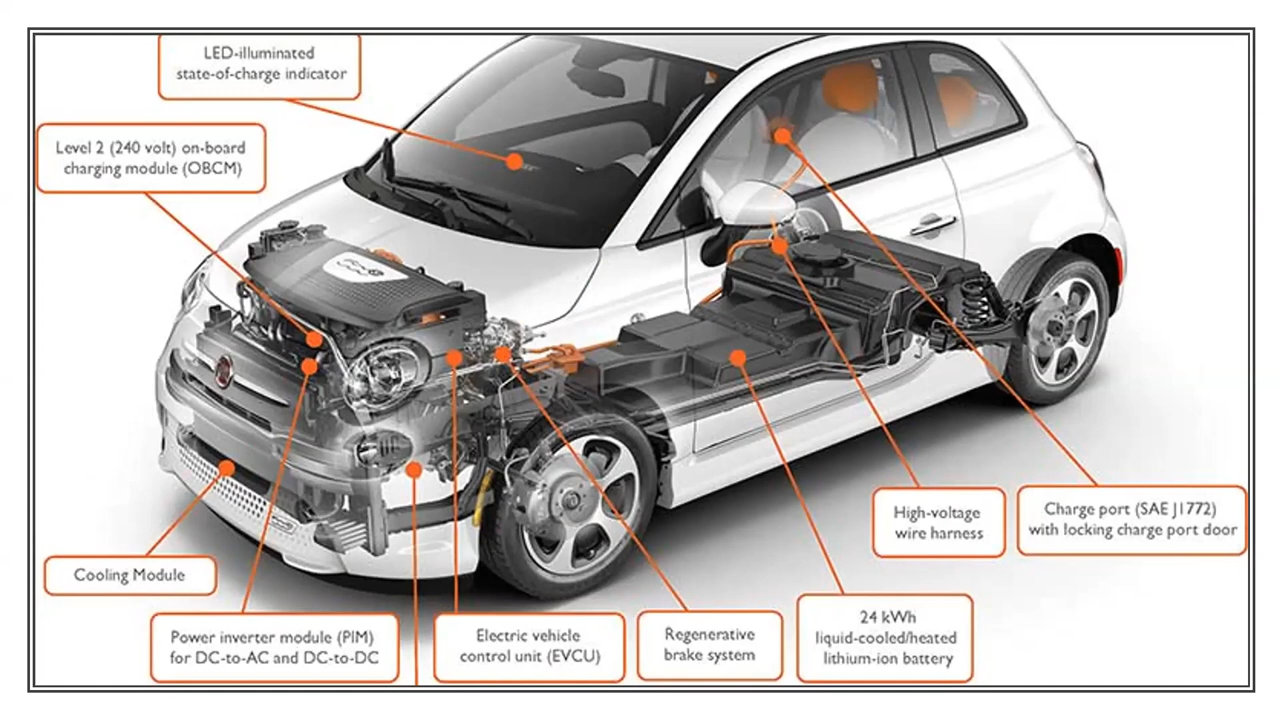 LED-illuminated
state-of-charge indicator
Level 2 (240 volt) on-board
charging module (OBCM)
High-voltage
wire harness
Charge port (SAE J1772)
with locking charge port door
Cooling Module
Power inverter module (PIM)
for DC-to-AC and DC-to-DC
Electric vehicle
control unit (EVCU)
Regenerative
brake system
24 kWh
liquid-cooled/heated
lithium-ion battery